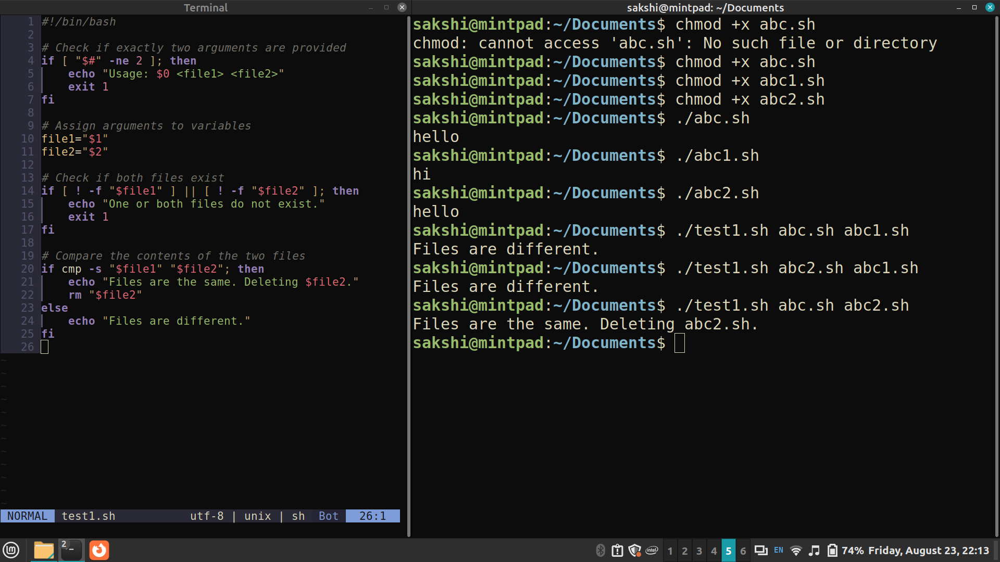 Terminal
1 #!/bin/bash
2
3 # Check if exactly two arguments are provided
4 if [ "$#" -ne 2 ]; then
5     echo "Usage: $0 <file1> <file2>"
6     exit 1
7 fi
8
9 # Assign arguments to variables
10 file1="$1"
11 file2="$2"
12
13 # Check if both files exist
14 if [ ! -f "$file1" ] || [ ! -f "$file2" ]; then
15     echo "One or both files do not exist."
16     exit 1
17 fi
18
19 # Compare the contents of the two files
20 if cmp -s "$file1" "$file2"; then
21     echo "Files are the same. Deleting $file2."
22     rm "$file2"
23 else
24     echo "Files are different."
25 fi
26
~
~
~
~
~
~
~
~
~
~
~
~
NORMAL test1.sh utf-8 | unix | sh Bot 26:1
sakshi@mintpad: ~/Documents
sakshi@mintpad:~/Documents$ chmod +x abc.sh
chmod: cannot access 'abc.sh': No such file or directory
sakshi@mintpad:~/Documents$ chmod +x abc.sh
sakshi@mintpad:~/Documents$ chmod +x abc1.sh
sakshi@mintpad:~/Documents$ chmod +x abc2.sh
sakshi@mintpad:~/Documents$ ./abc.sh
hello
sakshi@mintpad:~/Documents$ ./abc1.sh
hi
sakshi@mintpad:~/Documents$ ./abc2.sh
hello
sakshi@mintpad:~/Documents$ ./test1.sh abc.sh abc1.sh
Files are different.
sakshi@mintpad:~/Documents$ ./test1.sh abc2.sh abc1.sh
Files are different.
sakshi@mintpad:~/Documents$ ./test1.sh abc.sh abc2.sh
Files are the same. Deleting abc2.sh.
sakshi@mintpad:~/Documents$
2 intel 1 2 3 4 5 6 EN 74% Friday, August 23, 22:13